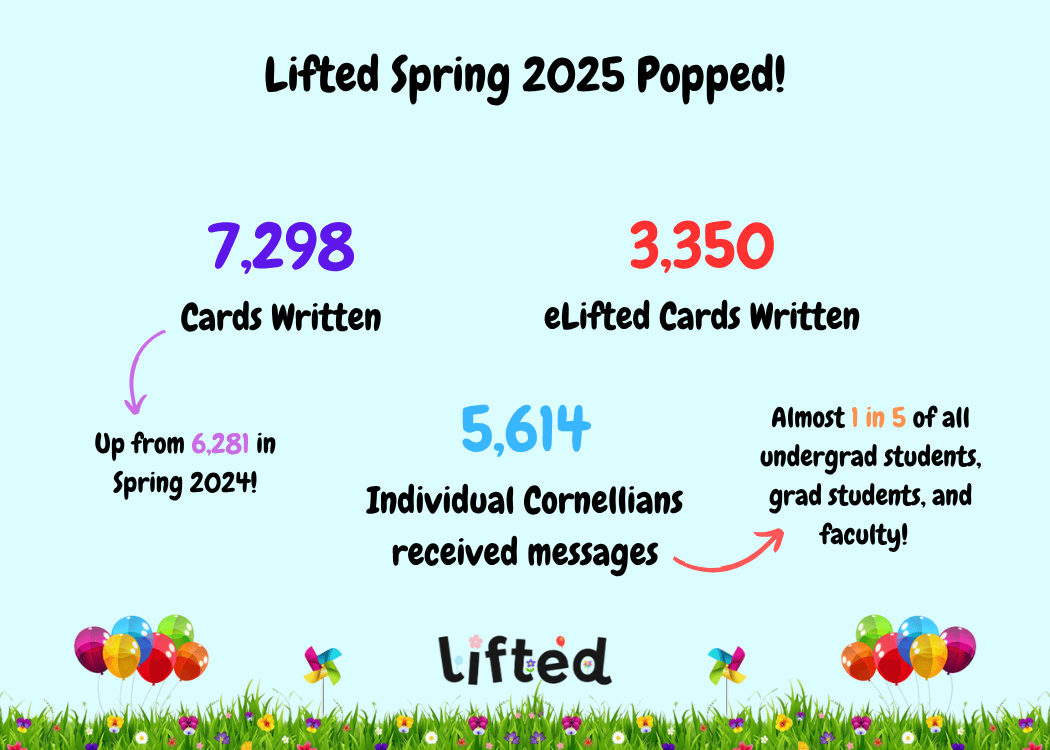 Lifted Spring 2025 Popped!
7,298
Cards Written
3,350
eLifted Cards Written
Up from 6,281 in
Spring 2024!
5,614
Individual Cornellians
received messages
Almost 1 in 5 of all
undergrad students,
grad students, and
faculty!
lifted